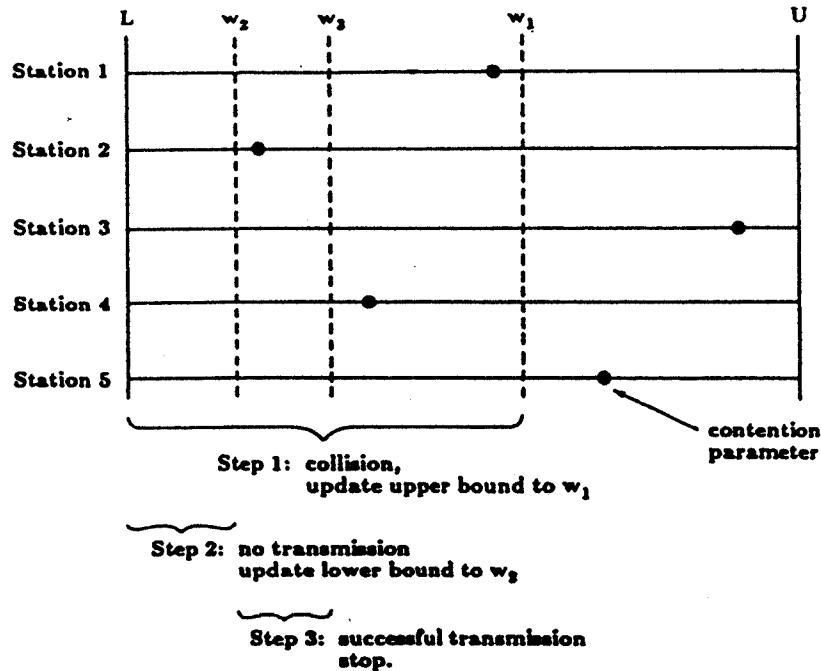 L w₂ w₃ w₁ U
Station 1
Station 2
Station 3
Station 4
Station 5
contention
parameter
Step 1: collision,
update upper bound to w₁
Step 2: no transmission
update lower bound to w₂
Step 3: successful transmission
stop.